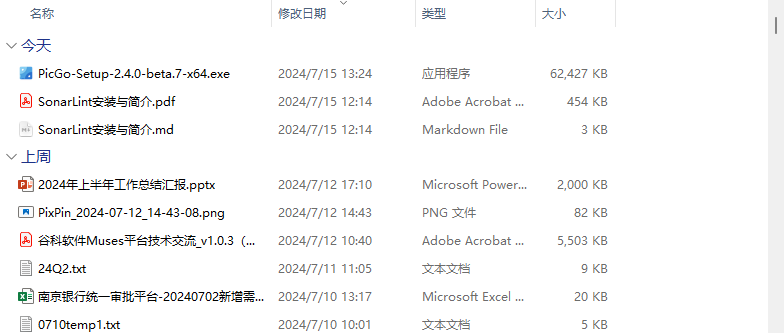 名称 修改日期 类型 大小
今天
PicGo-Setup-2.4.0-beta.7-x64.exe 2024/7/15 13:24 应用程序 62,427 KB
SonarLint安装与简介.pdf 2024/7/15 12:14 Adobe Acrobat ... 454 KB
SonarLint安装与简介.md 2024/7/15 12:14 Markdown File 3 KB
上周
2024年上半年工作总结汇报.pptx 2024/7/12 17:10 Microsoft Power... 2,000 KB
PixPin_2024-07-12_14-43-08.png 2024/7/12 14:43 PNG 文件 82 KB
谷科软件Muses平台技术交流_v1.0.3（... 2024/7/12 10:40 Adobe Acrobat ... 5,503 KB
24Q2.txt 2024/7/11 11:05 文本文档 9 KB
南京银行统一审批平台-20240702新增需... 2024/7/10 13:17 Microsoft Excel ... 20 KB
0710temp1.txt 2024/7/10 10:01 文本文档 5 KB